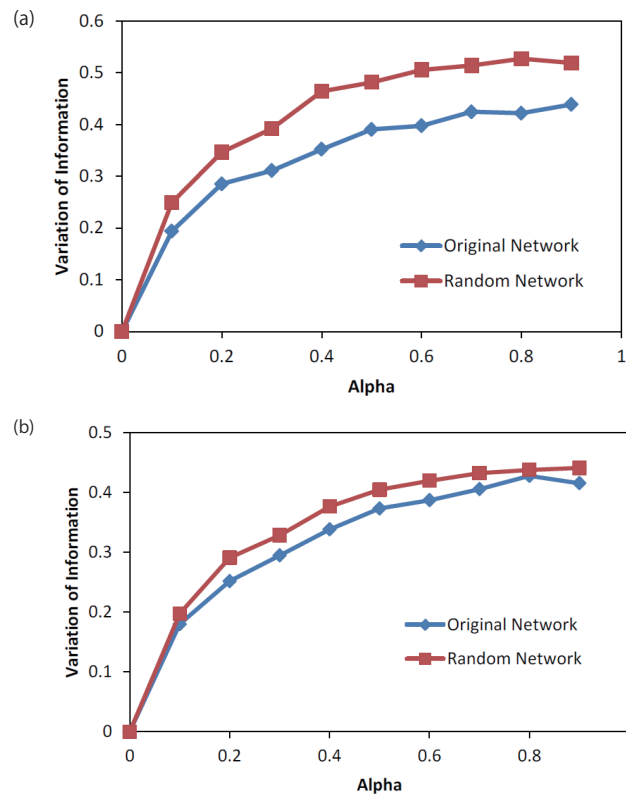 (a)
0.6
0.5
0.4
0.3
0.2
0.1
0
Variation of Information
Original Network
Random Network
0 0.2 0.4 0.6 0.8 1
Alpha
(b)
0.5
0.4
0.3
0.2
0.1
0
Variation of Information
Original Network
Random Network
0 0.2 0.4 0.6 0.8
Alpha